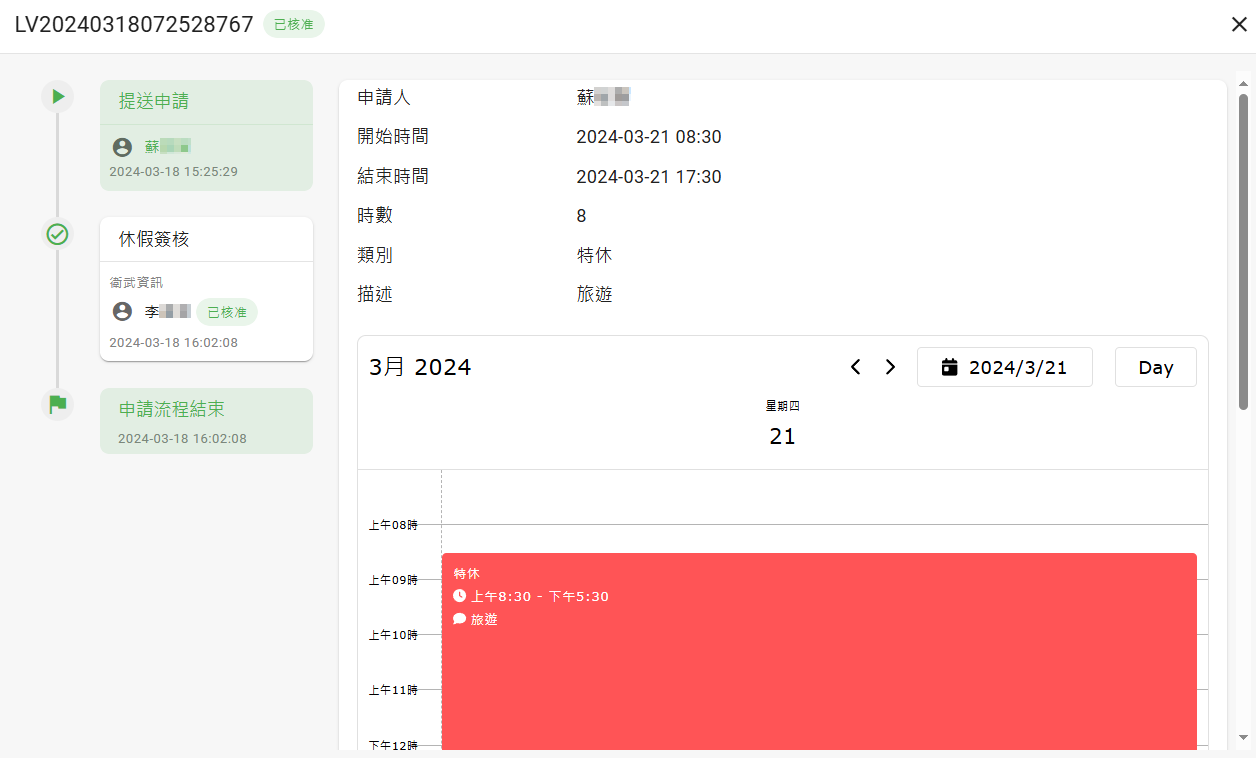 LV20240318072528767 已核准
提送申請
蘇
2024-03-18 15:25:29
休假簽核
衛武資訊
李 已核准
2024-03-18 16:02:08
申請流程結束
2024-03-18 16:02:08
申請人 蘇
開始時間 2024-03-21 08:30
結束時間 2024-03-21 17:30
時數 8
類別 特休
描述 旅遊
3月 2024
2024/3/21
Day
星期四
21
上午08時
上午09時
特休
上午8:30 - 下午5:30
旅遊
上午10時
上午11時
下午12時